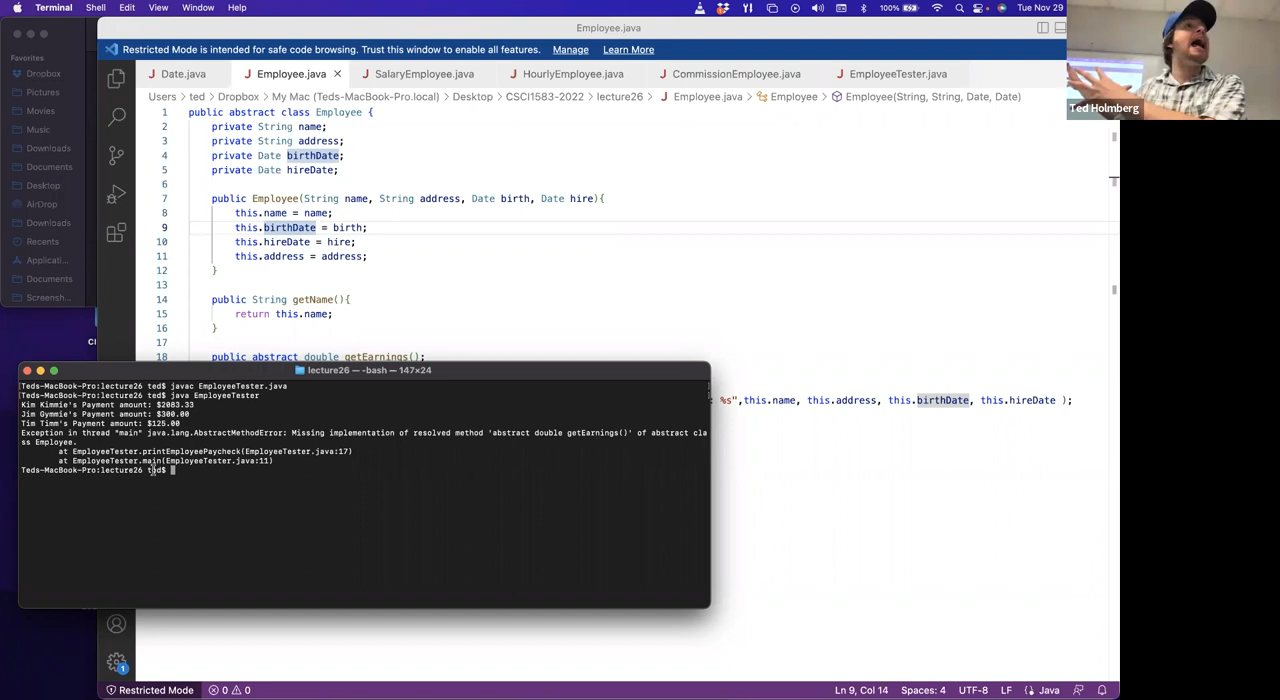 Terminal Shell Edit View Window Help
100% Tue Nov 29
Employee.java
Restricted Mode is intended for safe code browsing. Trust this window to enable all features. Manage Learn More
Ted Holmberg
Favorites
Dropbox
Pictures
Movies
Music
Downloads
Documents
Desktop
AirDrop
Downloads
Recents
Applicati...
Documents
Screensh...
Date.java Employee.java SalaryEmployee.java HourlyEmployee.java CommissionEmployee.java EmployeeTester.java
Users > ted > Dropbox > My Mac (Teds-MacBook-Pro.local) > Desktop > CSCI1583-2022 > lecture26 > Employee.java > Employee > Employee(String, String, Date, Date)
1 public abstract class Employee {
2 private String name;
3 private String address;
4 private Date birthDate;
5 private Date hireDate;
6
7 public Employee(String name, String address, Date birth, Date hire){
8 this.name = name;
9 this.birthDate = birth;
10 this.hireDate = hire;
11 this.address = address;
12 }
13
14 public String getName(){
15 return this.name;
16 }
17
18 public abstract double getEarnings();
%s",this.name, this.address, this.birthDate, this.hireDate );
lecture26 — -bash — 147×24
Teds-MacBook-Pro:lecture26 ted$ javac EmployeeTester.java
Teds-MacBook-Pro:lecture26 ted$ java EmployeeTester
Kim Kimmie's Payment amount: $2083.33
Jim Gymmie's Payment amount: $300.00
Tim Timm's Payment amount: $125.00
Exception in thread "main" java.lang.AbstractMethodError: Missing implementation of resolved method 'abstract double getEarnings()' of abstract cla
ss Employee.
at EmployeeTester.printEmployeePaycheck(EmployeeTester.java:17)
at EmployeeTester.main(EmployeeTester.java:11)
Teds-MacBook-Pro:lecture26 ted$
1
Restricted Mode 0 0 Ln 9, Col 14 Spaces: 4 UTF-8 LF {} Java